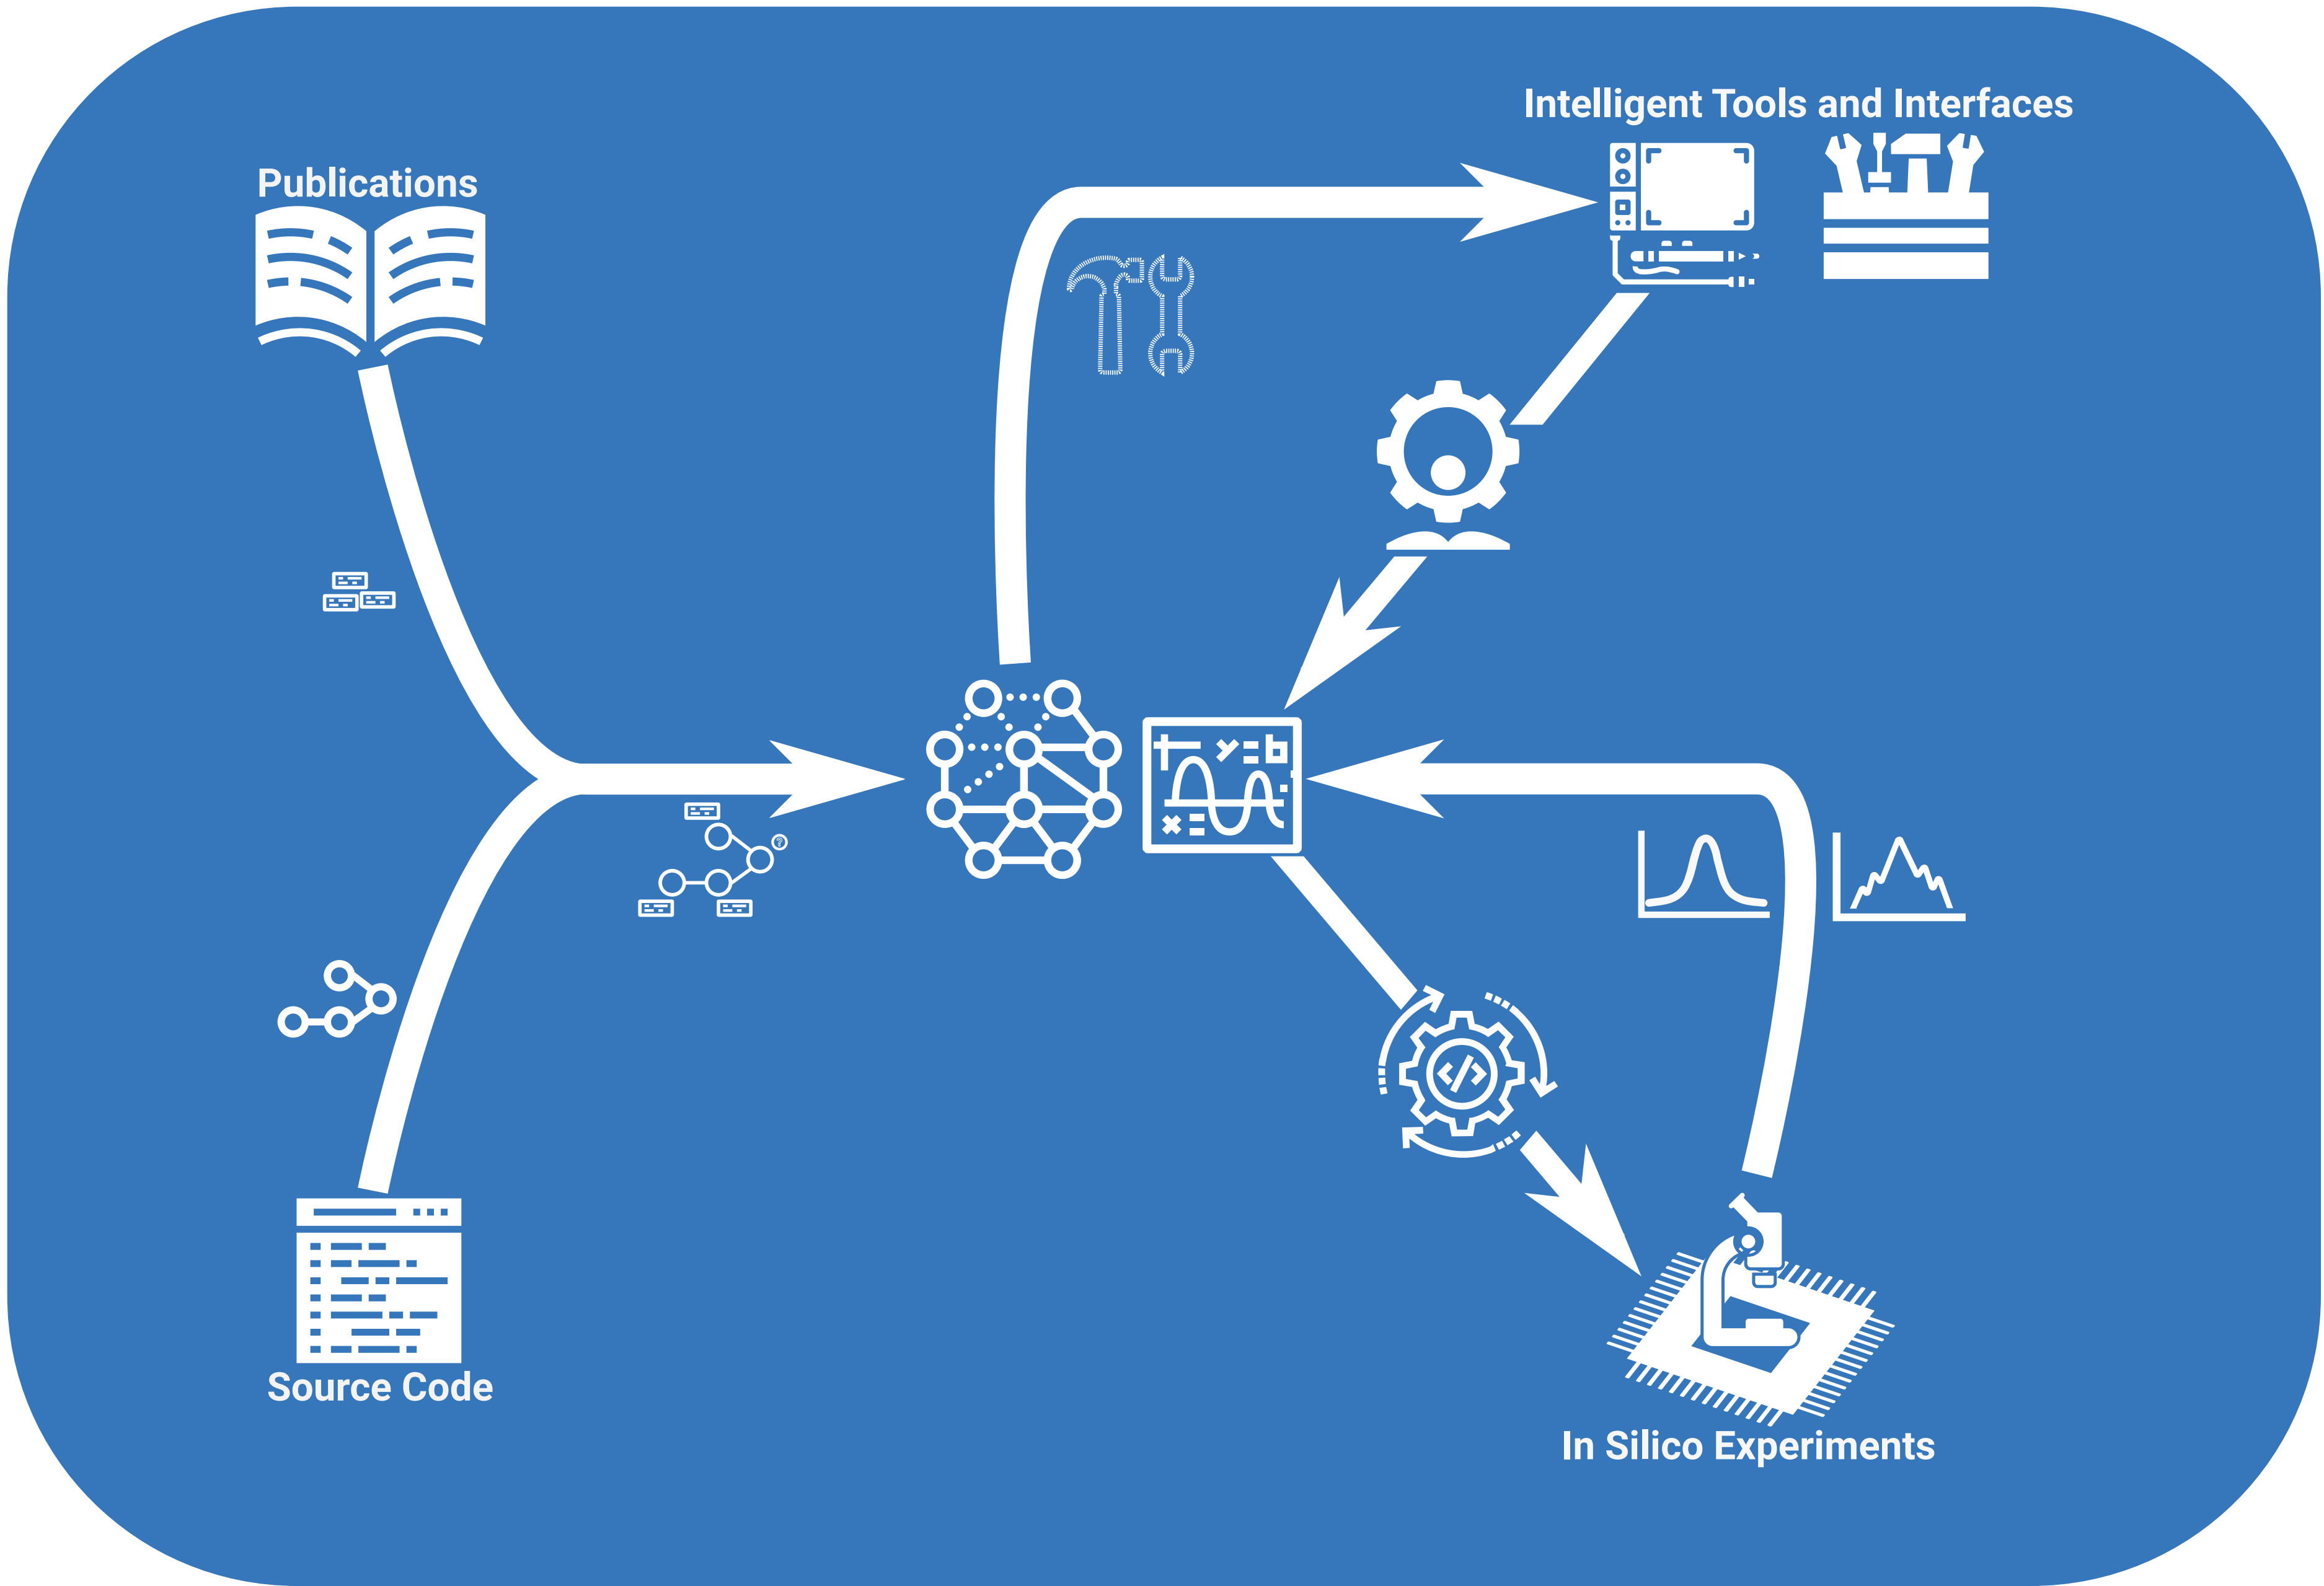 Intelligent Tools and Interfaces
Publications
Source Code
In Silico Experiments